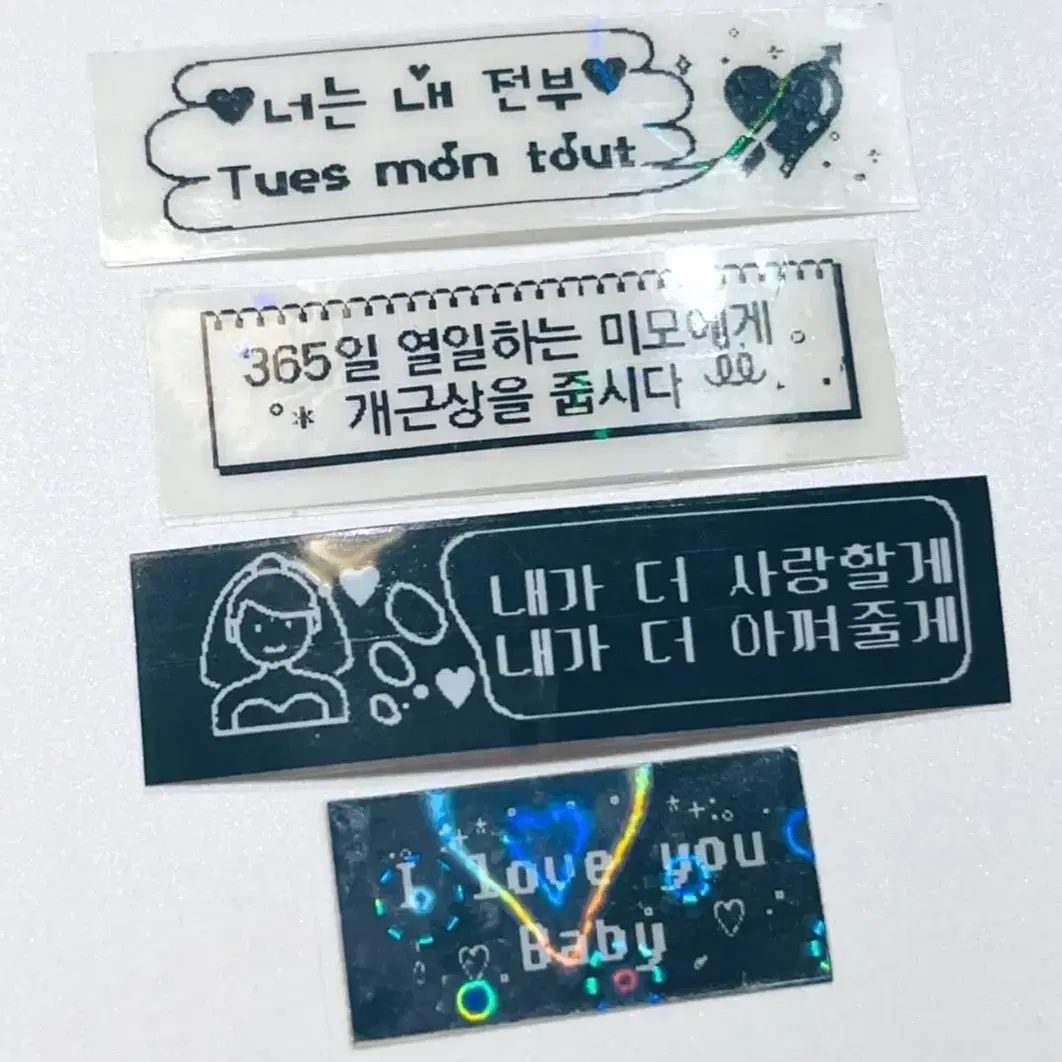 너는 내 전부
Tues mon tout
365일 열일하는 미모에게
개근상을 줍시다
내가 더 사랑할게
내가 더 아껴줄게
I love you
Baby